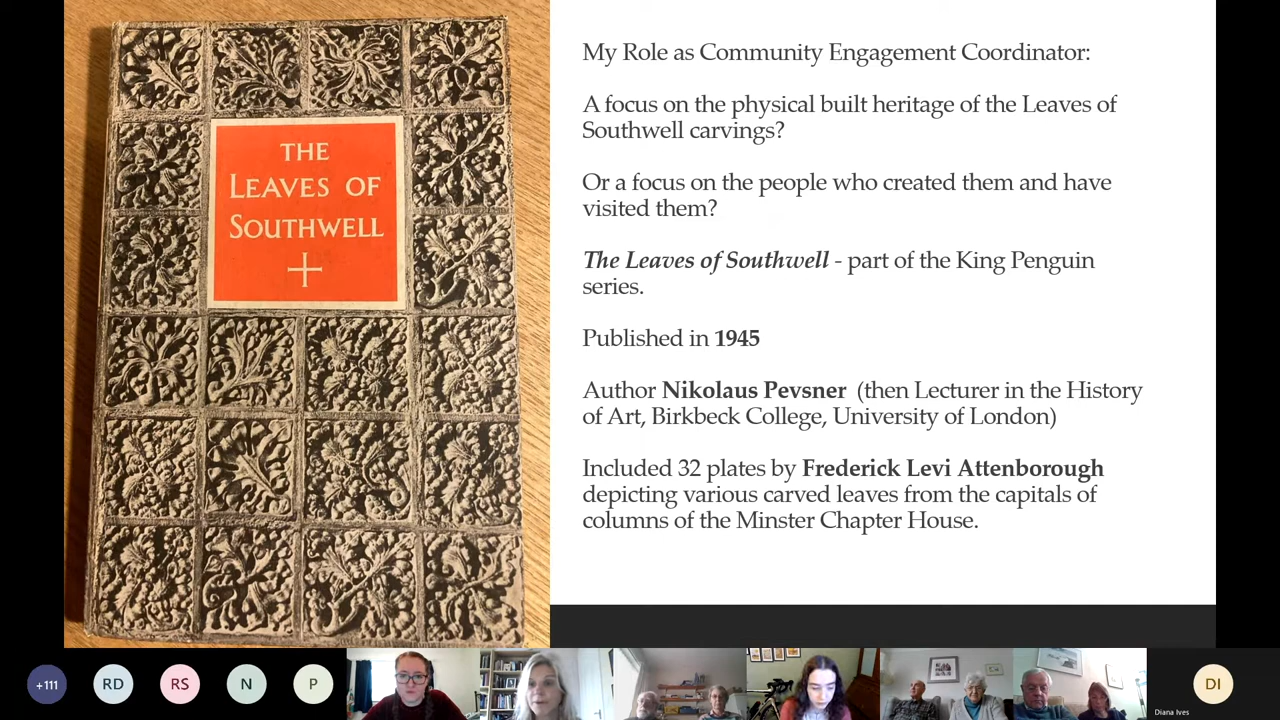 THE
LEAVES OF
SOUTHWELL
My Role as Community Engagement Coordinator:
A focus on the physical built heritage of the Leaves of
Southwell carvings?
Or a focus on the people who created them and have
visited them?
The Leaves of Southwell - part of the King Penguin
series.
Published in 1945
Author Nikolaus Pevsner (then Lecturer in the History
of Art, Birkbeck College, University of London)
Included 32 plates by Frederick Levi Attenborough
depicting various carved leaves from the capitals of
columns of the Minster Chapter House.
+111
RD
RS
N
P
DI
Diana Ives